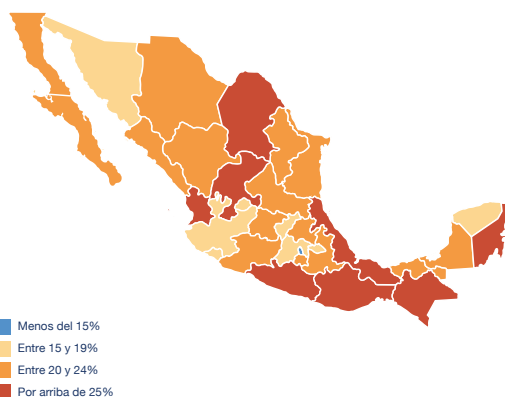 Menos del 15%
Entre 15 y 19%
Entre 20 y 24%
Por arriba de 25%